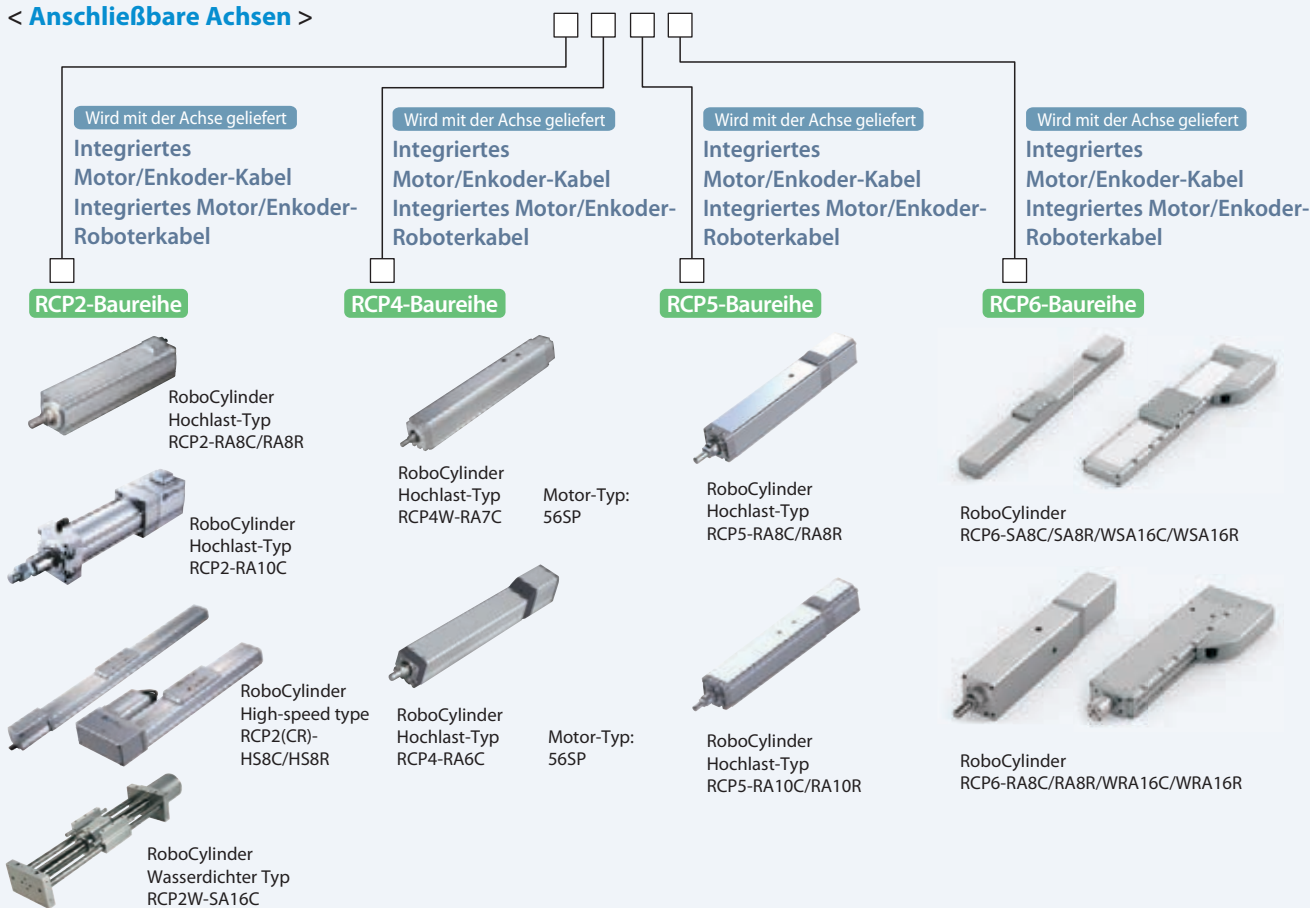 < Anschließbare Achsen >
Wird mit der Achse geliefert
Integriertes
Motor/Enkoder-Kabel
Integriertes Motor/Enkoder-
Roboterkabel
RCP2-Baureihe
RoboCylinder
Hochlast-Typ
RCP2-RA8C/RA8R
RoboCylinder
Hochlast-Typ
RCP2-RA10C
RoboCylinder
High-speed type
RCP2(CR)-
HS8C/HS8R
RoboCylinder
Wasserdichter Typ
RCP2W-SA16C
Wird mit der Achse geliefert
Integriertes
Motor/Enkoder-Kabel
Integriertes Motor/Enkoder-
Roboterkabel
RCP4-Baureihe
RoboCylinder
Hochlast-Typ
RCP4W-RA7C
Motor-Typ:
56SP
RoboCylinder
Hochlast-Typ
RCP4-RA6C
Motor-Typ:
56SP
Wird mit der Achse geliefert
Integriertes
Motor/Enkoder-Kabel
Integriertes Motor/Enkoder-
Roboterkabel
RCP5-Baureihe
RoboCylinder
Hochlast-Typ
RCP5-RA8C/RA8R
RoboCylinder
Hochlast-Typ
RCP5-RA10C/RA10R
Wird mit der Achse geliefert
Integriertes
Motor/Enkoder-Kabel
Integriertes Motor/Enkoder-
Roboterkabel
RCP6-Baureihe
RoboCylinder
RCP6-SA8C/SA8R/WSA16C/WSA16R
RoboCylinder
RCP6-RA8C/RA8R/WRA16C/WRA16R